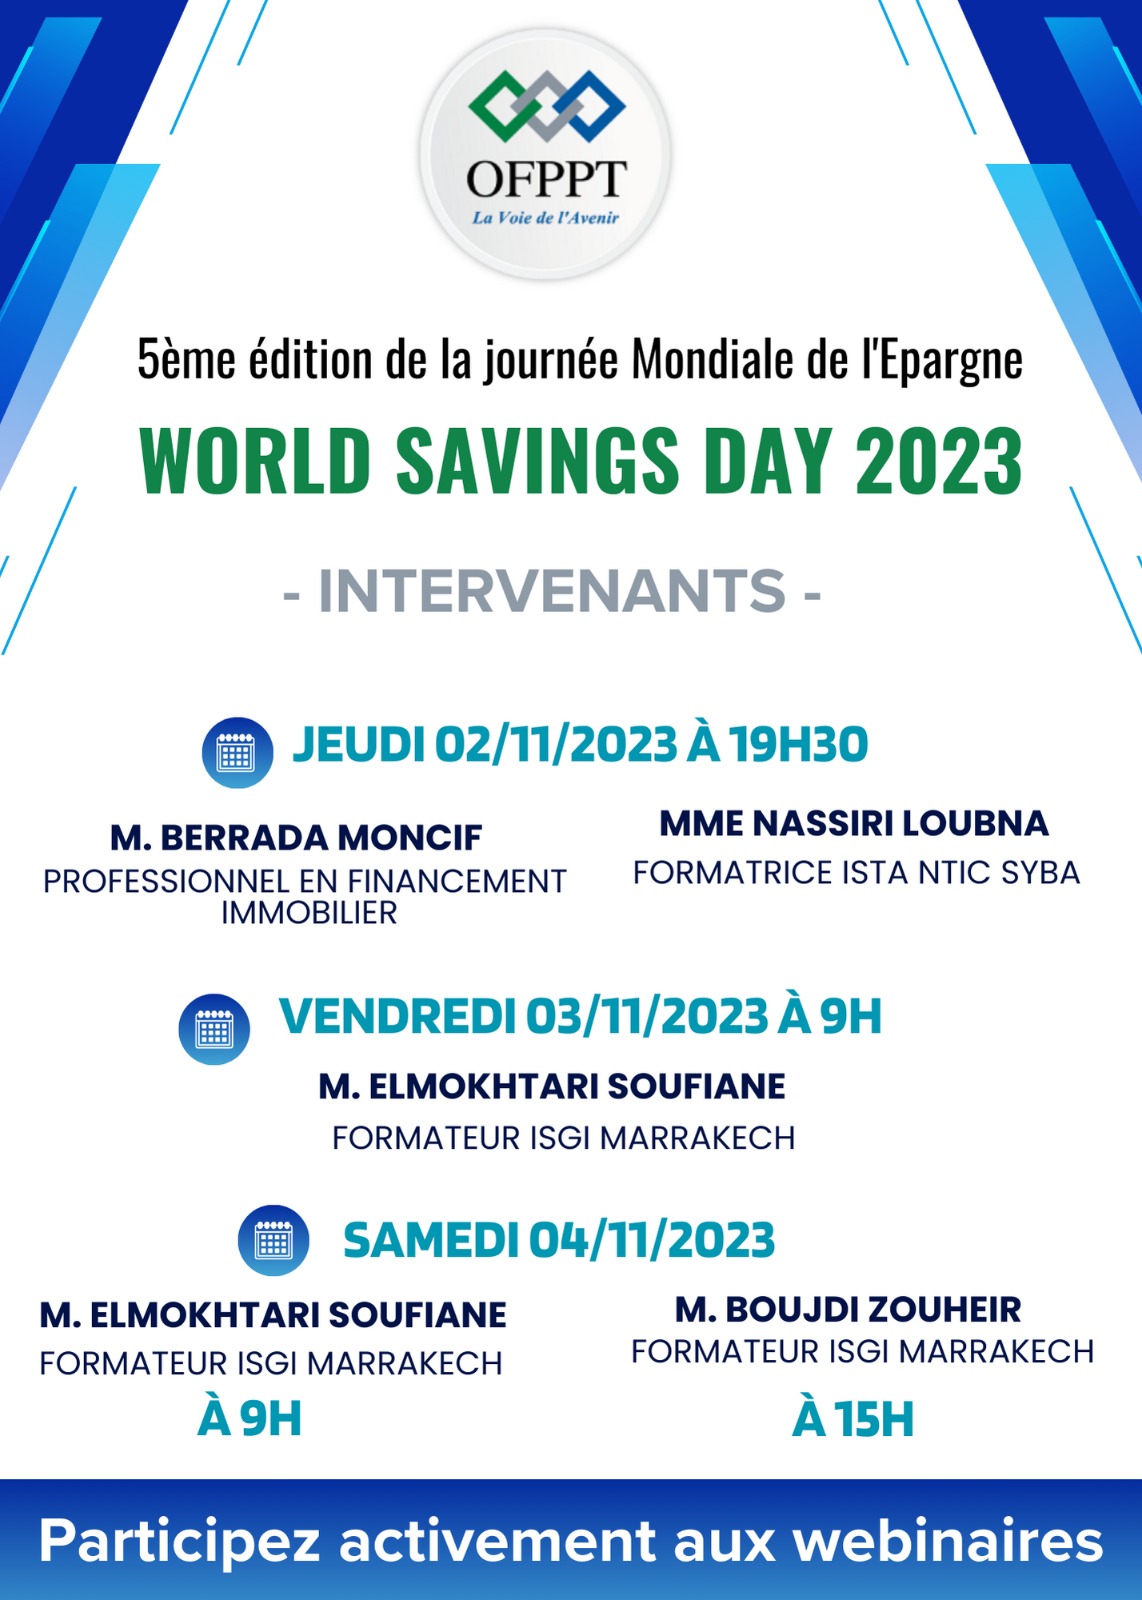 OFPPT
La Voie de l'Avenir
5ème édition de la journée Mondiale de l'Epargne
WORLD SAVINGS DAY 2023
- INTERVENANTS -
JEUDI 02/11/2023 À 19H30
M. BERRADA MONCIF
PROFESSIONNEL EN FINANCEMENT
IMMOBILIER
MME NASSIRI LOUBNA
FORMATRICE ISTA NTIC SYBA
VENDREDI 03/11/2023 À 9H
M. ELMOKHTARI SOUFIANE
FORMATEUR ISGI MARRAKECH
SAMEDI 04/11/2023
M. ELMOKHTARI SOUFIANE
FORMATEUR ISGI MARRAKECH
À 9H
M. BOUJDI ZOUHEIR
FORMATEUR ISGI MARRAKECH
À 15H
Participez activement aux webinaires